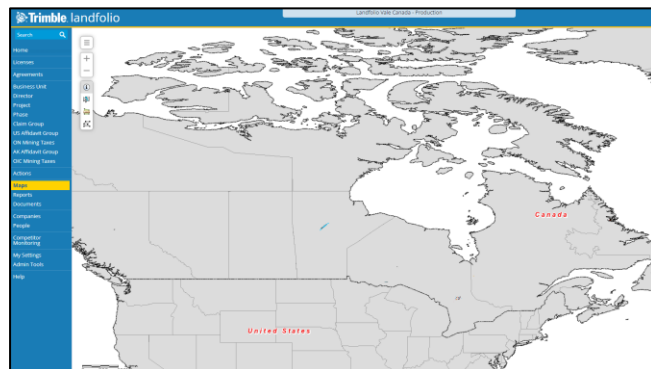 Trimble landfolio
Landfolio Vale Canada - Production
Search
Home
Licenses
Agreements
Business Unit
Director
Project
Phase
Claim Group
US Affidavit Group
ON Mining Taxes
AK Affidavit Group
OIC Mining Taxes
Actions
Maps
Reports
Documents
Companies
People
Competitor
Monitoring
My Settings
Admin Tools
Help
Canada
United States